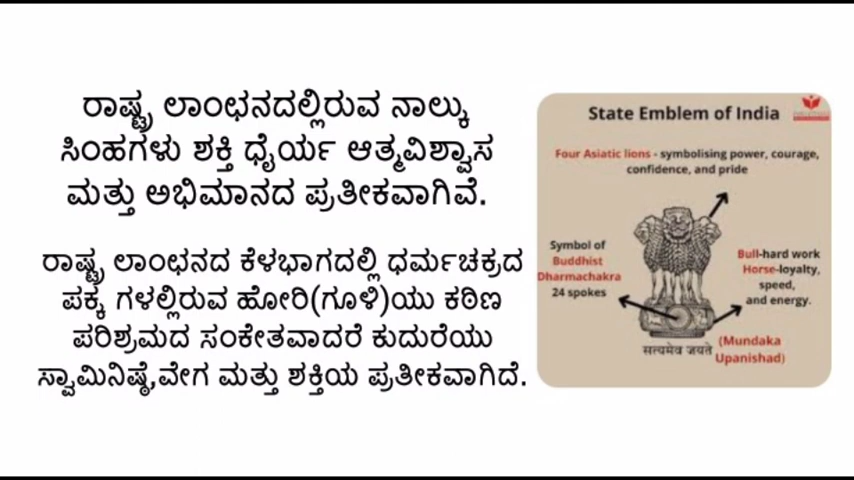 ರಾಷ್ಟ್ರ ಲಾಂಛನದಲ್ಲಿರುವ ನಾಲ್ಕು
ಸಿಂಹಗಳು ಶಕ್ತಿ ಧೈರ್ಯ ಆತ್ಮವಿಶ್ವಾಸ
ಮತ್ತು ಅಭಿಮಾನದ ಪ್ರತೀಕವಾಗಿವೆ.
ರಾಷ್ಟ್ರ ಲಾಂಛನದ ಕೆಳಭಾಗದಲ್ಲಿ ಧರ್ಮಚಕ್ರದ
ಪಕ್ಕ ಗಳಲ್ಲಿರುವ ಹೋರಿ(ಗೂಳಿ)ಯು ಕಠಿಣ
ಪರಿಶ್ರಮದ ಸಂಕೇತವಾದರೆ ಕುದುರೆಯು
ಸ್ವಾಮಿನಿಷ್ಠೆ,ವೇಗ ಮತ್ತು ಶಕ್ತಿಯ ಪ್ರತೀಕವಾಗಿದೆ.
State Emblem of India
Four Asiatic lions - symbolising power, courage,
confidence, and pride
Symbol of
Buddhist
Dharmachakra
24 spokes
Bull-hard work
Horse-loyalty,
speed,
and energy.
सत्यमेव जयते
(Mundaka
Upanishad)